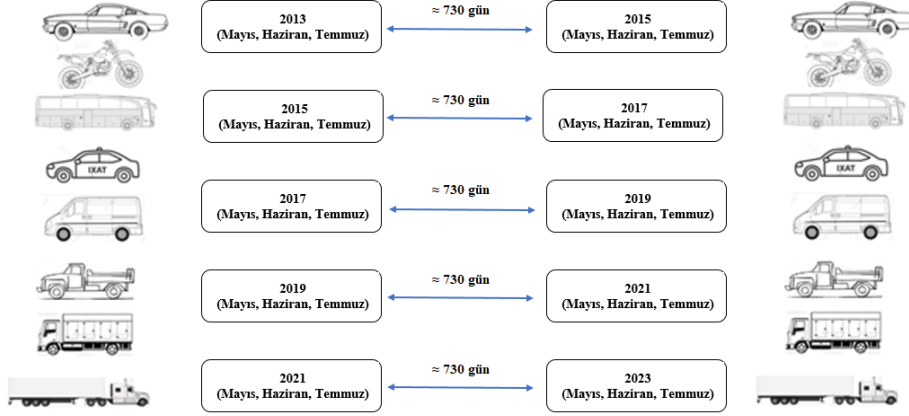 ≈ 730 gün
2013
(Mayıs, Haziran, Temmuz)
2015
(Mayıs, Haziran, Temmuz)
≈ 730 gün
2015
(Mayıs, Haziran, Temmuz)
2017
(Mayıs, Haziran, Temmuz)
IXAT
IXAT
≈ 730 gün
2017
(Mayıs, Haziran, Temmuz)
2019
(Mayıs, Haziran, Temmuz)
≈ 730 gün
2019
(Mayıs, Haziran, Temmuz)
2021
(Mayıs, Haziran, Temmuz)
≈ 730 gün
2021
(Mayıs, Haziran, Temmuz)
2023
(Mayıs, Haziran, Temmuz)